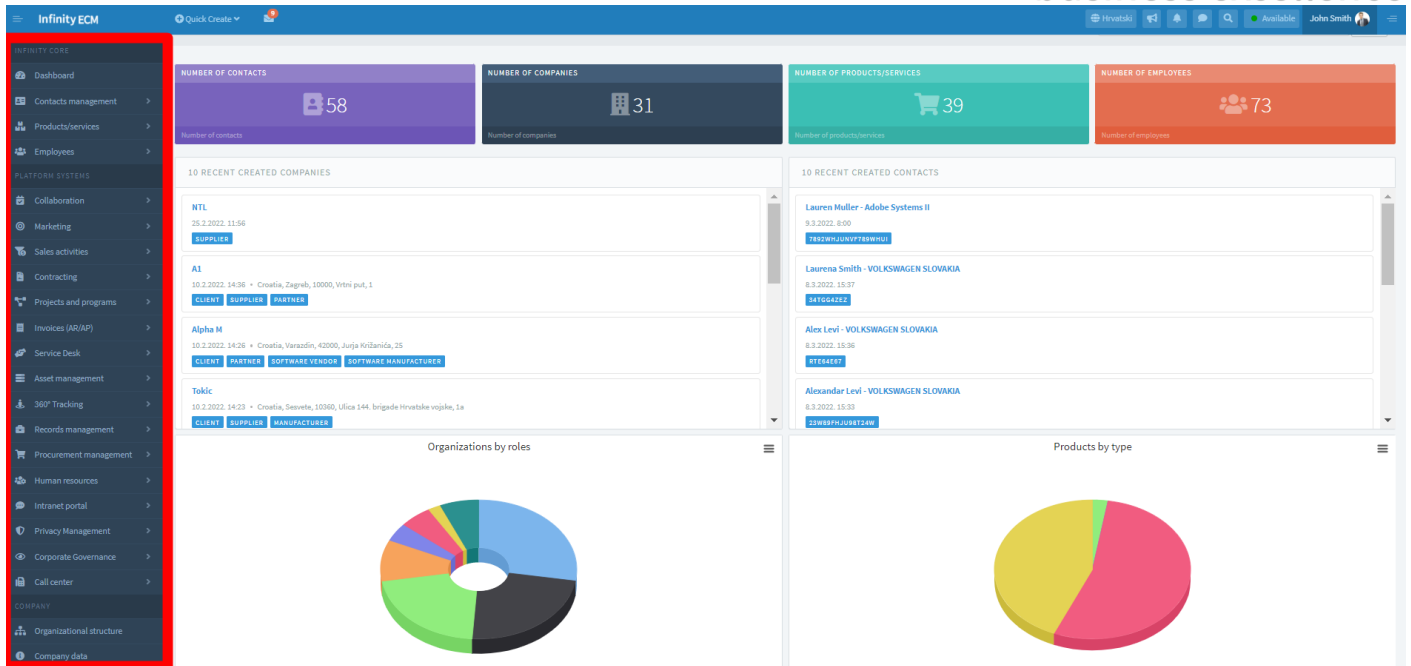 Infinity ECM
Quick Create
9
Hrvatski
Available
John Smith
INFINITY CORE
Dashboard
Contacts management
Products/services
Employees
PLATFORM SYSTEMS
Collaboration
Marketing
Sales activities
Contracting
Projects and programs
Invoices (AR/AP)
Service Desk
Asset management
360° Tracking
Records management
Procurement management
Human resources
Intranet portal
Privacy Management
Corporate Governance
Call center
COMPANY
Organizational structure
Company data
NUMBER OF CONTACTS
58
Number of contacts
NUMBER OF COMPANIES
31
Number of companies
NUMBER OF PRODUCTS/SERVICES
39
Number of products/services
NUMBER OF EMPLOYEES
73
Number of employees
10 RECENT CREATED COMPANIES
NTL
25.2.2022. 11:56
SUPPLIER
A1
10.2.2022. 14:36 • Croatia, Zagreb, 10000, Vrtni put, 1
CLIENT SUPPLIER PARTNER
Alpha M
10.2.2022. 14:26 • Croatia, Varazdin, 42000, Jurja Križanića, 25
CLIENT PARTNER SOFTWARE VENDOR SOFTWARE MANUFACTURER
Tokic
10.2.2022. 14:23 • Croatia, Sesvete, 10360, Ulica 144. brigade Hrvatske vojske, 1a
CLIENT SUPPLIER MANUFACTURER
10 RECENT CREATED CONTACTS
Lauren Muller - Adobe Systems II
9.3.2022. 8:00
7892WHJUNVF789WHUI
Laurena Smith - VOLKSWAGEN SLOVAKIA
8.3.2022. 15:37
34TGG4ZEZ
Alex Levi - VOLKSWAGEN SLOVAKIA
8.3.2022. 15:36
RTE64E87
Alexandar Levi - VOLKSWAGEN SLOVAKIA
8.3.2022. 15:33
23W89FHJU98T24W
Organizations by roles
Products by type